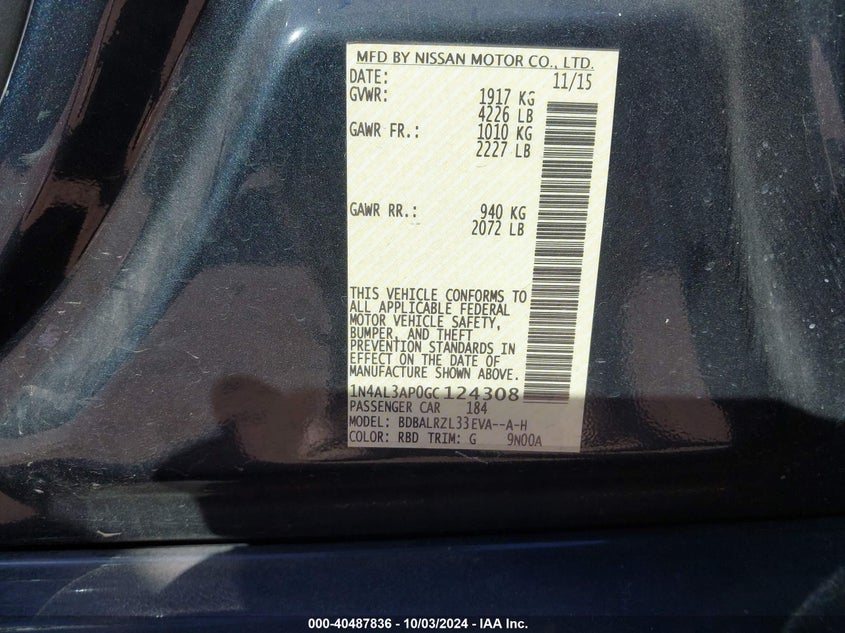 MFD BY NISSAN MOTOR CO., LTD.
DATE: 11/15
GVWR: 1917 KG
4226 LB
GAWR FR.: 1010 KG
2227 LB
GAWR RR.: 940 KG
2072 LB
THIS VEHICLE CONFORMS TO
ALL APPLICABLE FEDERAL
MOTOR VEHICLE SAFETY,
BUMPER, AND THEFT
PREVENTION STANDARDS IN
EFFECT ON THE DATE OF
MANUFACTURE SHOWN ABOVE.
1N4AL3AP0GC124308
PASSENGER CAR 184
MODEL: BDBALRZL33EVA--A-H
COLOR: RBD TRIM: G 9N00A
000-40487836 - 10/03/2024 - IAA Inc.